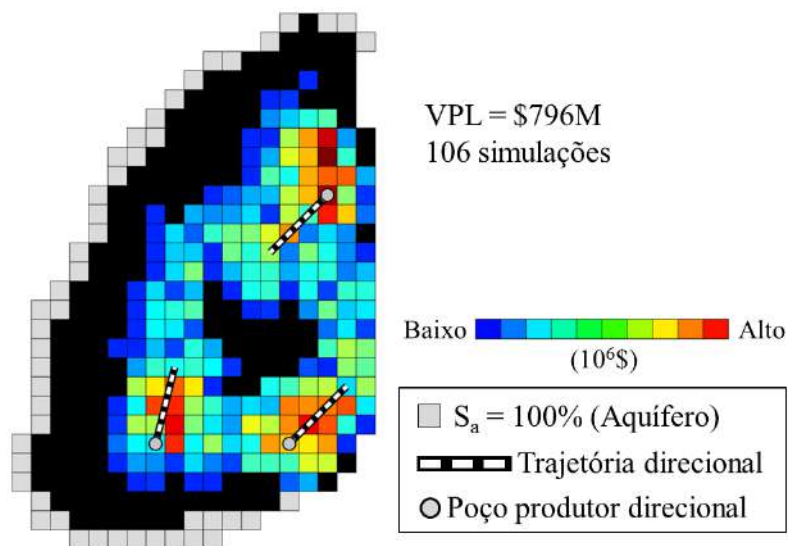 VPL = $796M
106 simulações
Baixo
Alto
(10⁶$)
Sₐ = 100% (Aquífero)
Trajetória direcional
Poço produtor direcional